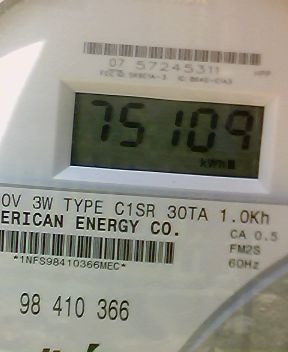 07 57245311 HPP
75109
kWh
0V 3W TYPE C1SR 30TA 1.0Kh
ERICAN ENERGY CO. CA 0.5
FM2S
60Hz
*1NFS98410366MEC*
98 410 366